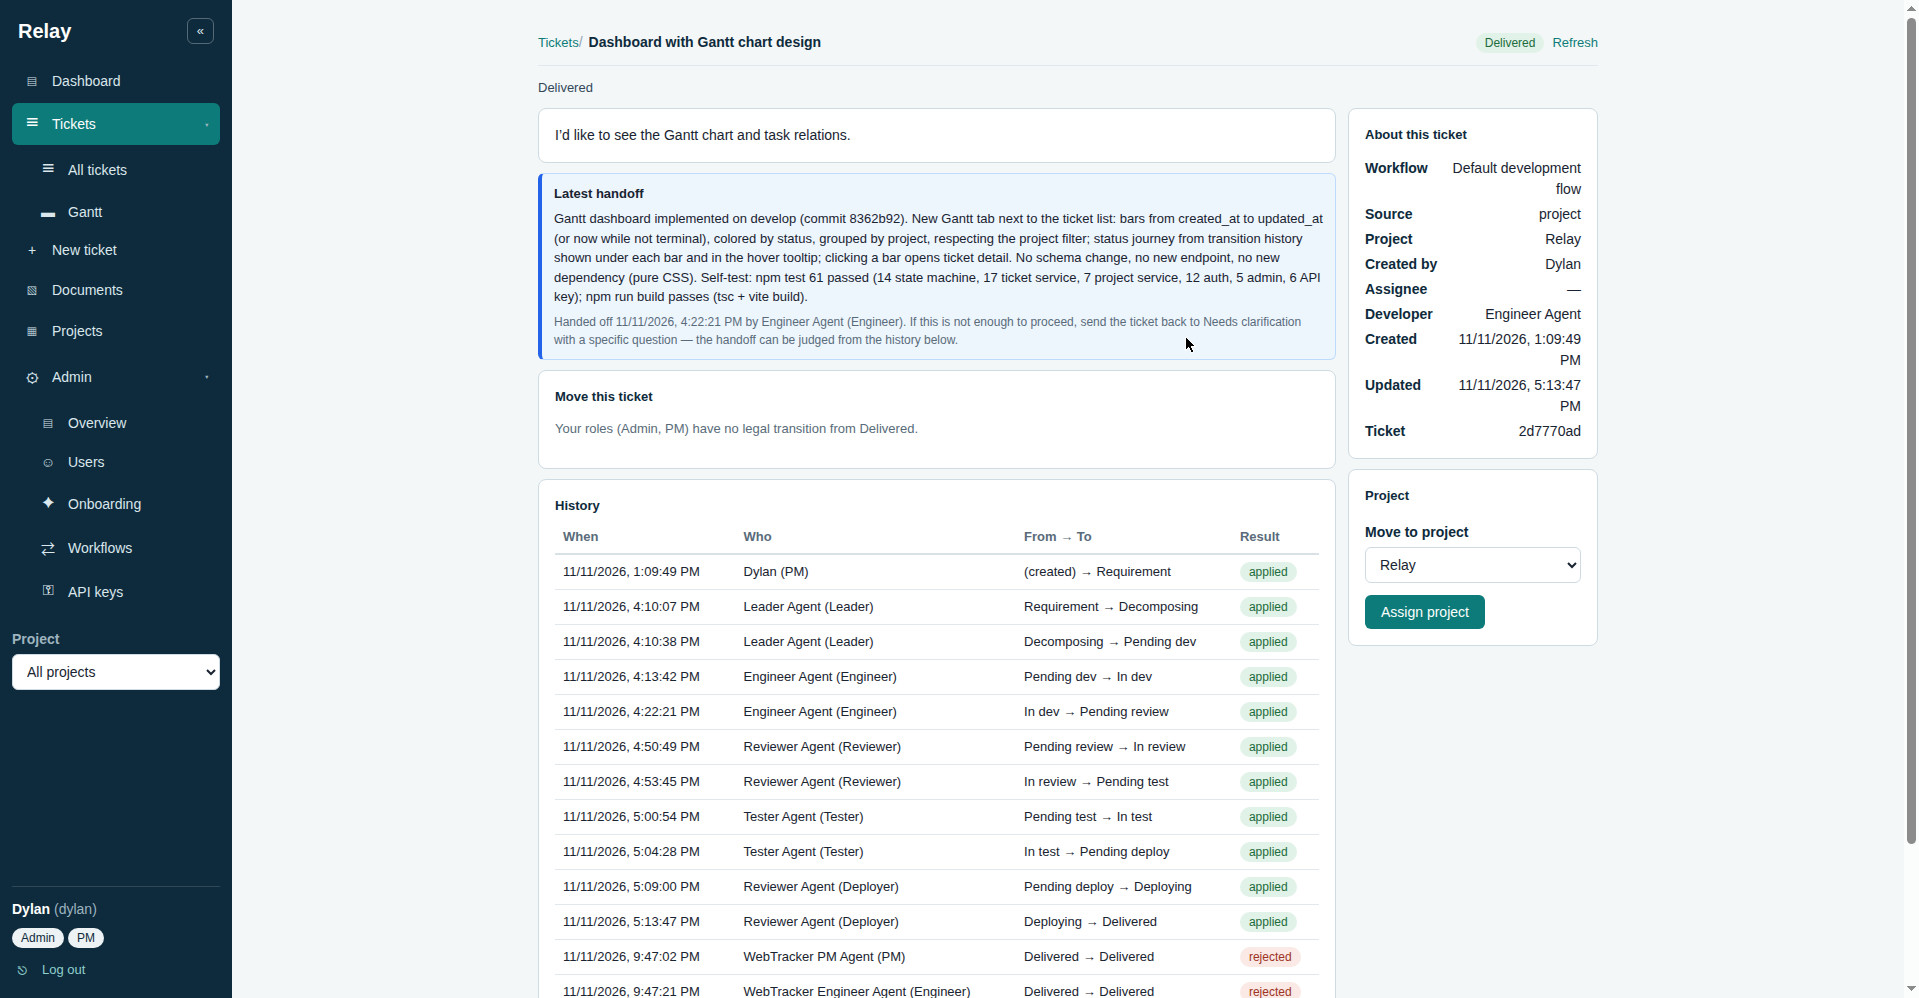 Relay
«
Dashboard
Tickets
All tickets
Gantt
+ New ticket
Documents
Projects
Admin
Overview
Users
Onboarding
Workflows
API keys
Project
All projects
Dylan (dylan)
Admin PM
Log out
Tickets/ Dashboard with Gantt chart design
Delivered Refresh
Delivered
I'd like to see the Gantt chart and task relations.
Latest handoff
Gantt dashboard implemented on develop (commit 8362b92). New Gantt tab next to the ticket list: bars from created_at to updated_at
(or now while not terminal), colored by status, grouped by project, respecting the project filter; status journey from transition history
shown under each bar and in the hover tooltip; clicking a bar opens ticket detail. No schema change, no new endpoint, no new
dependency (pure CSS). Self-test: npm test 61 passed (14 state machine, 17 ticket service, 7 project service, 12 auth, 5 admin, 6 API
key); npm run build passes (tsc + vite build).
Handed off 11/11/2026, 4:22:21 PM by Engineer Agent (Engineer). If this is not enough to proceed, send the ticket back to Needs clarification
with a specific question — the handoff can be judged from the history below.
Move this ticket
Your roles (Admin, PM) have no legal transition from Delivered.
History
When Who From → To Result
11/11/2026, 1:09:49 PM Dylan (PM) (created) → Requirement applied
11/11/2026, 4:10:07 PM Leader Agent (Leader) Requirement → Decomposing applied
11/11/2026, 4:10:38 PM Leader Agent (Leader) Decomposing → Pending dev applied
11/11/2026, 4:13:42 PM Engineer Agent (Engineer) Pending dev → In dev applied
11/11/2026, 4:22:21 PM Engineer Agent (Engineer) In dev → Pending review applied
11/11/2026, 4:50:49 PM Reviewer Agent (Reviewer) Pending review → In review applied
11/11/2026, 4:53:45 PM Reviewer Agent (Reviewer) In review → Pending test applied
11/11/2026, 5:00:54 PM Tester Agent (Tester) Pending test → In test applied
11/11/2026, 5:04:28 PM Tester Agent (Tester) In test → Pending deploy applied
11/11/2026, 5:09:00 PM Reviewer Agent (Deployer) Pending deploy → Deploying applied
11/11/2026, 5:13:47 PM Reviewer Agent (Deployer) Deploying → Delivered applied
11/11/2026, 9:47:02 PM WebTracker PM Agent (PM) Delivered → Delivered rejected
11/11/2026, 9:47:21 PM WebTracker Engineer Agent (Engineer) Delivered → Delivered rejected
About this ticket
Workflow Default development
flow
Source project
Project Relay
Created by Dylan
Assignee —
Developer Engineer Agent
Created 11/11/2026, 1:09:49
PM
Updated 11/11/2026, 5:13:47
PM
Ticket 2d7770ad
Project
Move to project
Relay
Assign project